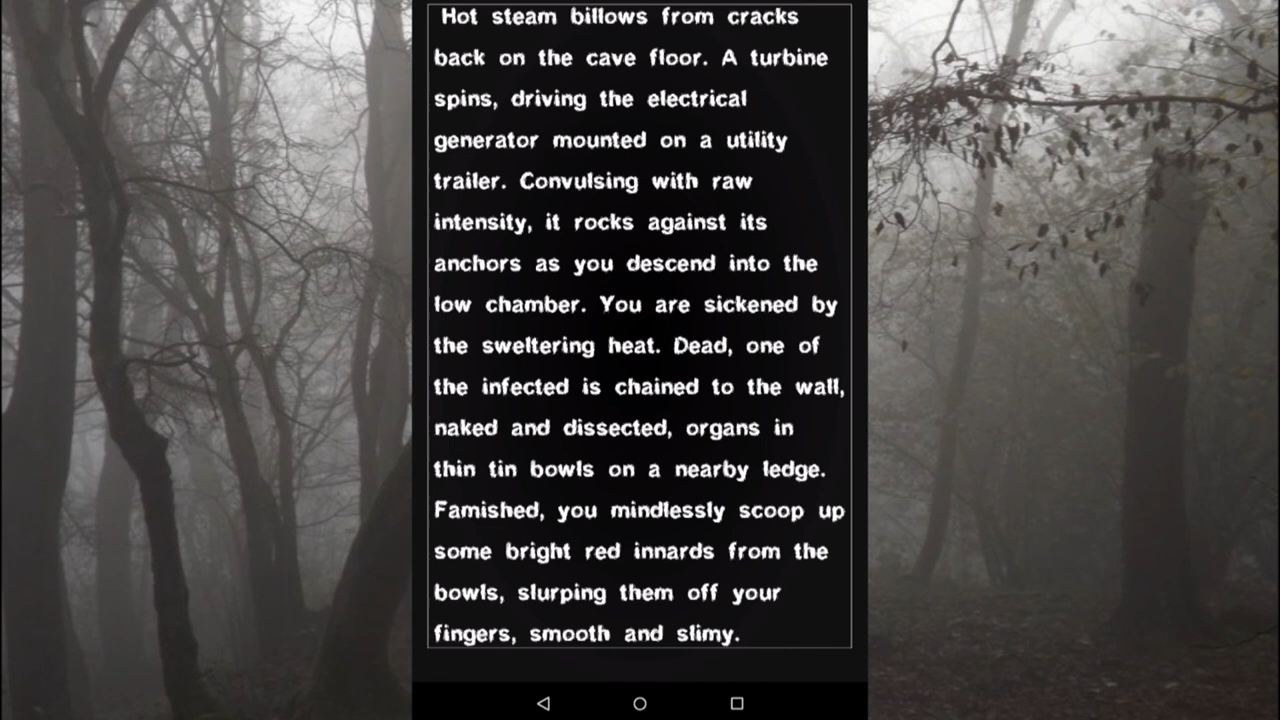 Hot steam billows from cracks
back on the cave floor. A turbine
spins, driving the electrical
generator mounted on a utility
trailer. Convulsing with raw
intensity, it rocks against its
anchors as you descend into the
low chamber. You are sickened by
the sweltering heat. Dead, one of
the infected is chained to the wall,
naked and dissected, organs in
thin tin bowls on a nearby ledge.
Famished, you mindlessly scoop up
some bright red innards from the
bowls, slurping them off your
fingers, smooth and slimy.